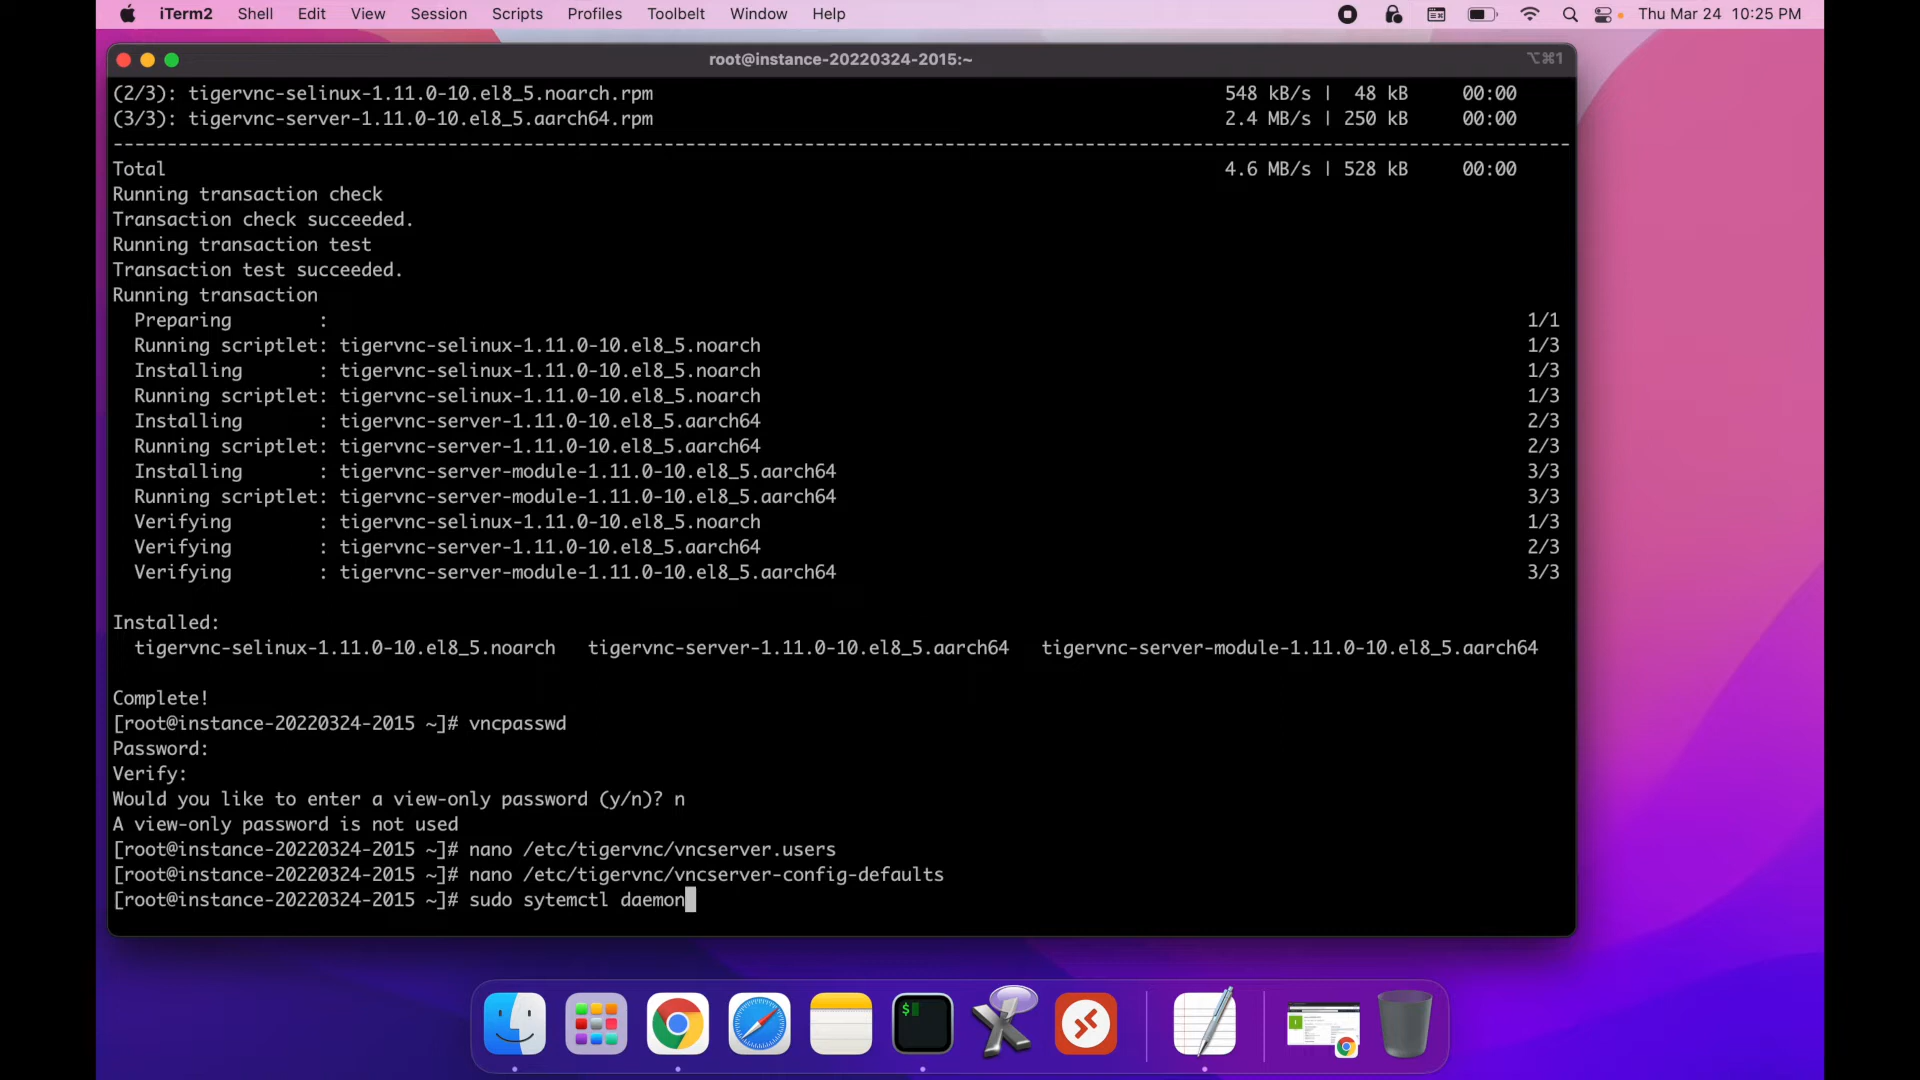 iTerm2 Shell Edit View Session Scripts Profiles Toolbelt Window Help Thu Mar 24 10:25 PM
root@instance-20220324-2015:~ ⌥⌘1
(2/3): tigervnc-selinux-1.11.0-10.el8_5.noarch.rpm 548 kB/s | 48 kB 00:00
(3/3): tigervnc-server-1.11.0-10.el8_5.aarch64.rpm 2.4 MB/s | 250 kB 00:00
---------------------------------------------------------------------------------------------------------------------------------------
Total 4.6 MB/s | 528 kB 00:00
Running transaction check
Transaction check succeeded.
Running transaction test
Transaction test succeeded.
Running transaction
Preparing : 1/1
Running scriptlet: tigervnc-selinux-1.11.0-10.el8_5.noarch 1/3
Installing : tigervnc-selinux-1.11.0-10.el8_5.noarch 1/3
Running scriptlet: tigervnc-selinux-1.11.0-10.el8_5.noarch 1/3
Installing : tigervnc-server-1.11.0-10.el8_5.aarch64 2/3
Running scriptlet: tigervnc-server-1.11.0-10.el8_5.aarch64 2/3
Installing : tigervnc-server-module-1.11.0-10.el8_5.aarch64 3/3
Running scriptlet: tigervnc-server-module-1.11.0-10.el8_5.aarch64 3/3
Verifying : tigervnc-selinux-1.11.0-10.el8_5.noarch 1/3
Verifying : tigervnc-server-1.11.0-10.el8_5.aarch64 2/3
Verifying : tigervnc-server-module-1.11.0-10.el8_5.aarch64 3/3
Installed:
tigervnc-selinux-1.11.0-10.el8_5.noarch tigervnc-server-1.11.0-10.el8_5.aarch64 tigervnc-server-module-1.11.0-10.el8_5.aarch64
Complete!
[root@instance-20220324-2015 ~]# vncpasswd
Password:
Verify:
Would you like to enter a view-only password (y/n)? n
A view-only password is not used
[root@instance-20220324-2015 ~]# nano /etc/tigervnc/vncserver.users
[root@instance-20220324-2015 ~]# nano /etc/tigervnc/vncserver-config-defaults
[root@instance-20220324-2015 ~]# sudo sytemctl daemon